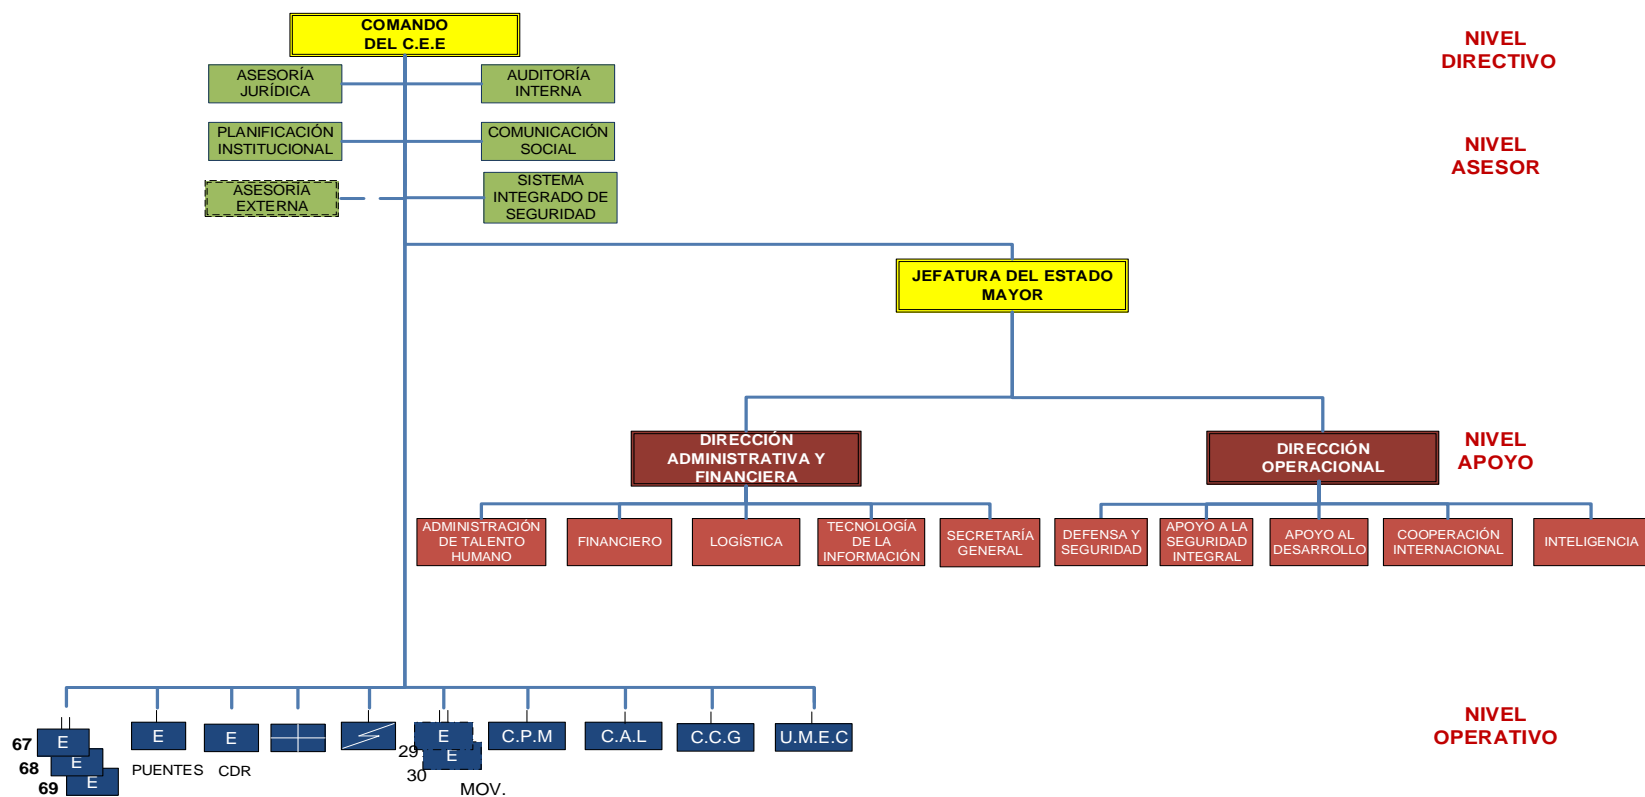 COMANDO
DEL C.E.E
NIVEL
DIRECTIVO
ASESORÍA
JURÍDICA
AUDITORÍA
INTERNA
PLANIFICACIÓN
INSTITUCIONAL
COMUNICACIÓN
SOCIAL
NIVEL
ASESOR
ASESORÍA
EXTERNA
SISTEMA
INTEGRADO DE
SEGURIDAD
JEFATURA DEL ESTADO
MAYOR
DIRECCIÓN
ADMINISTRATIVA Y
FINANCIERA
DIRECCIÓN
OPERACIONAL
NIVEL
APOYO
ADMINISTRACIÓN
DE TALENTO
HUMANO
FINANCIERO
LOGÍSTICA
TECNOLOGÍA
DE LA
INFORMACIÓN
SECRETARÍA
GENERAL
DEFENSA Y
SEGURIDAD
APOYO A LA
SEGURIDAD
INTEGRAL
APOYO AL
DESARROLLO
COOPERACIÓN
INTERNACIONAL
INTELIGENCIA
NIVEL
OPERATIVO
67 E
68 E
69 E
E
PUENTES
E
CDR
29 E
30 E
MOV.
C.P.M
C.A.L
C.C.G
U.M.E.C